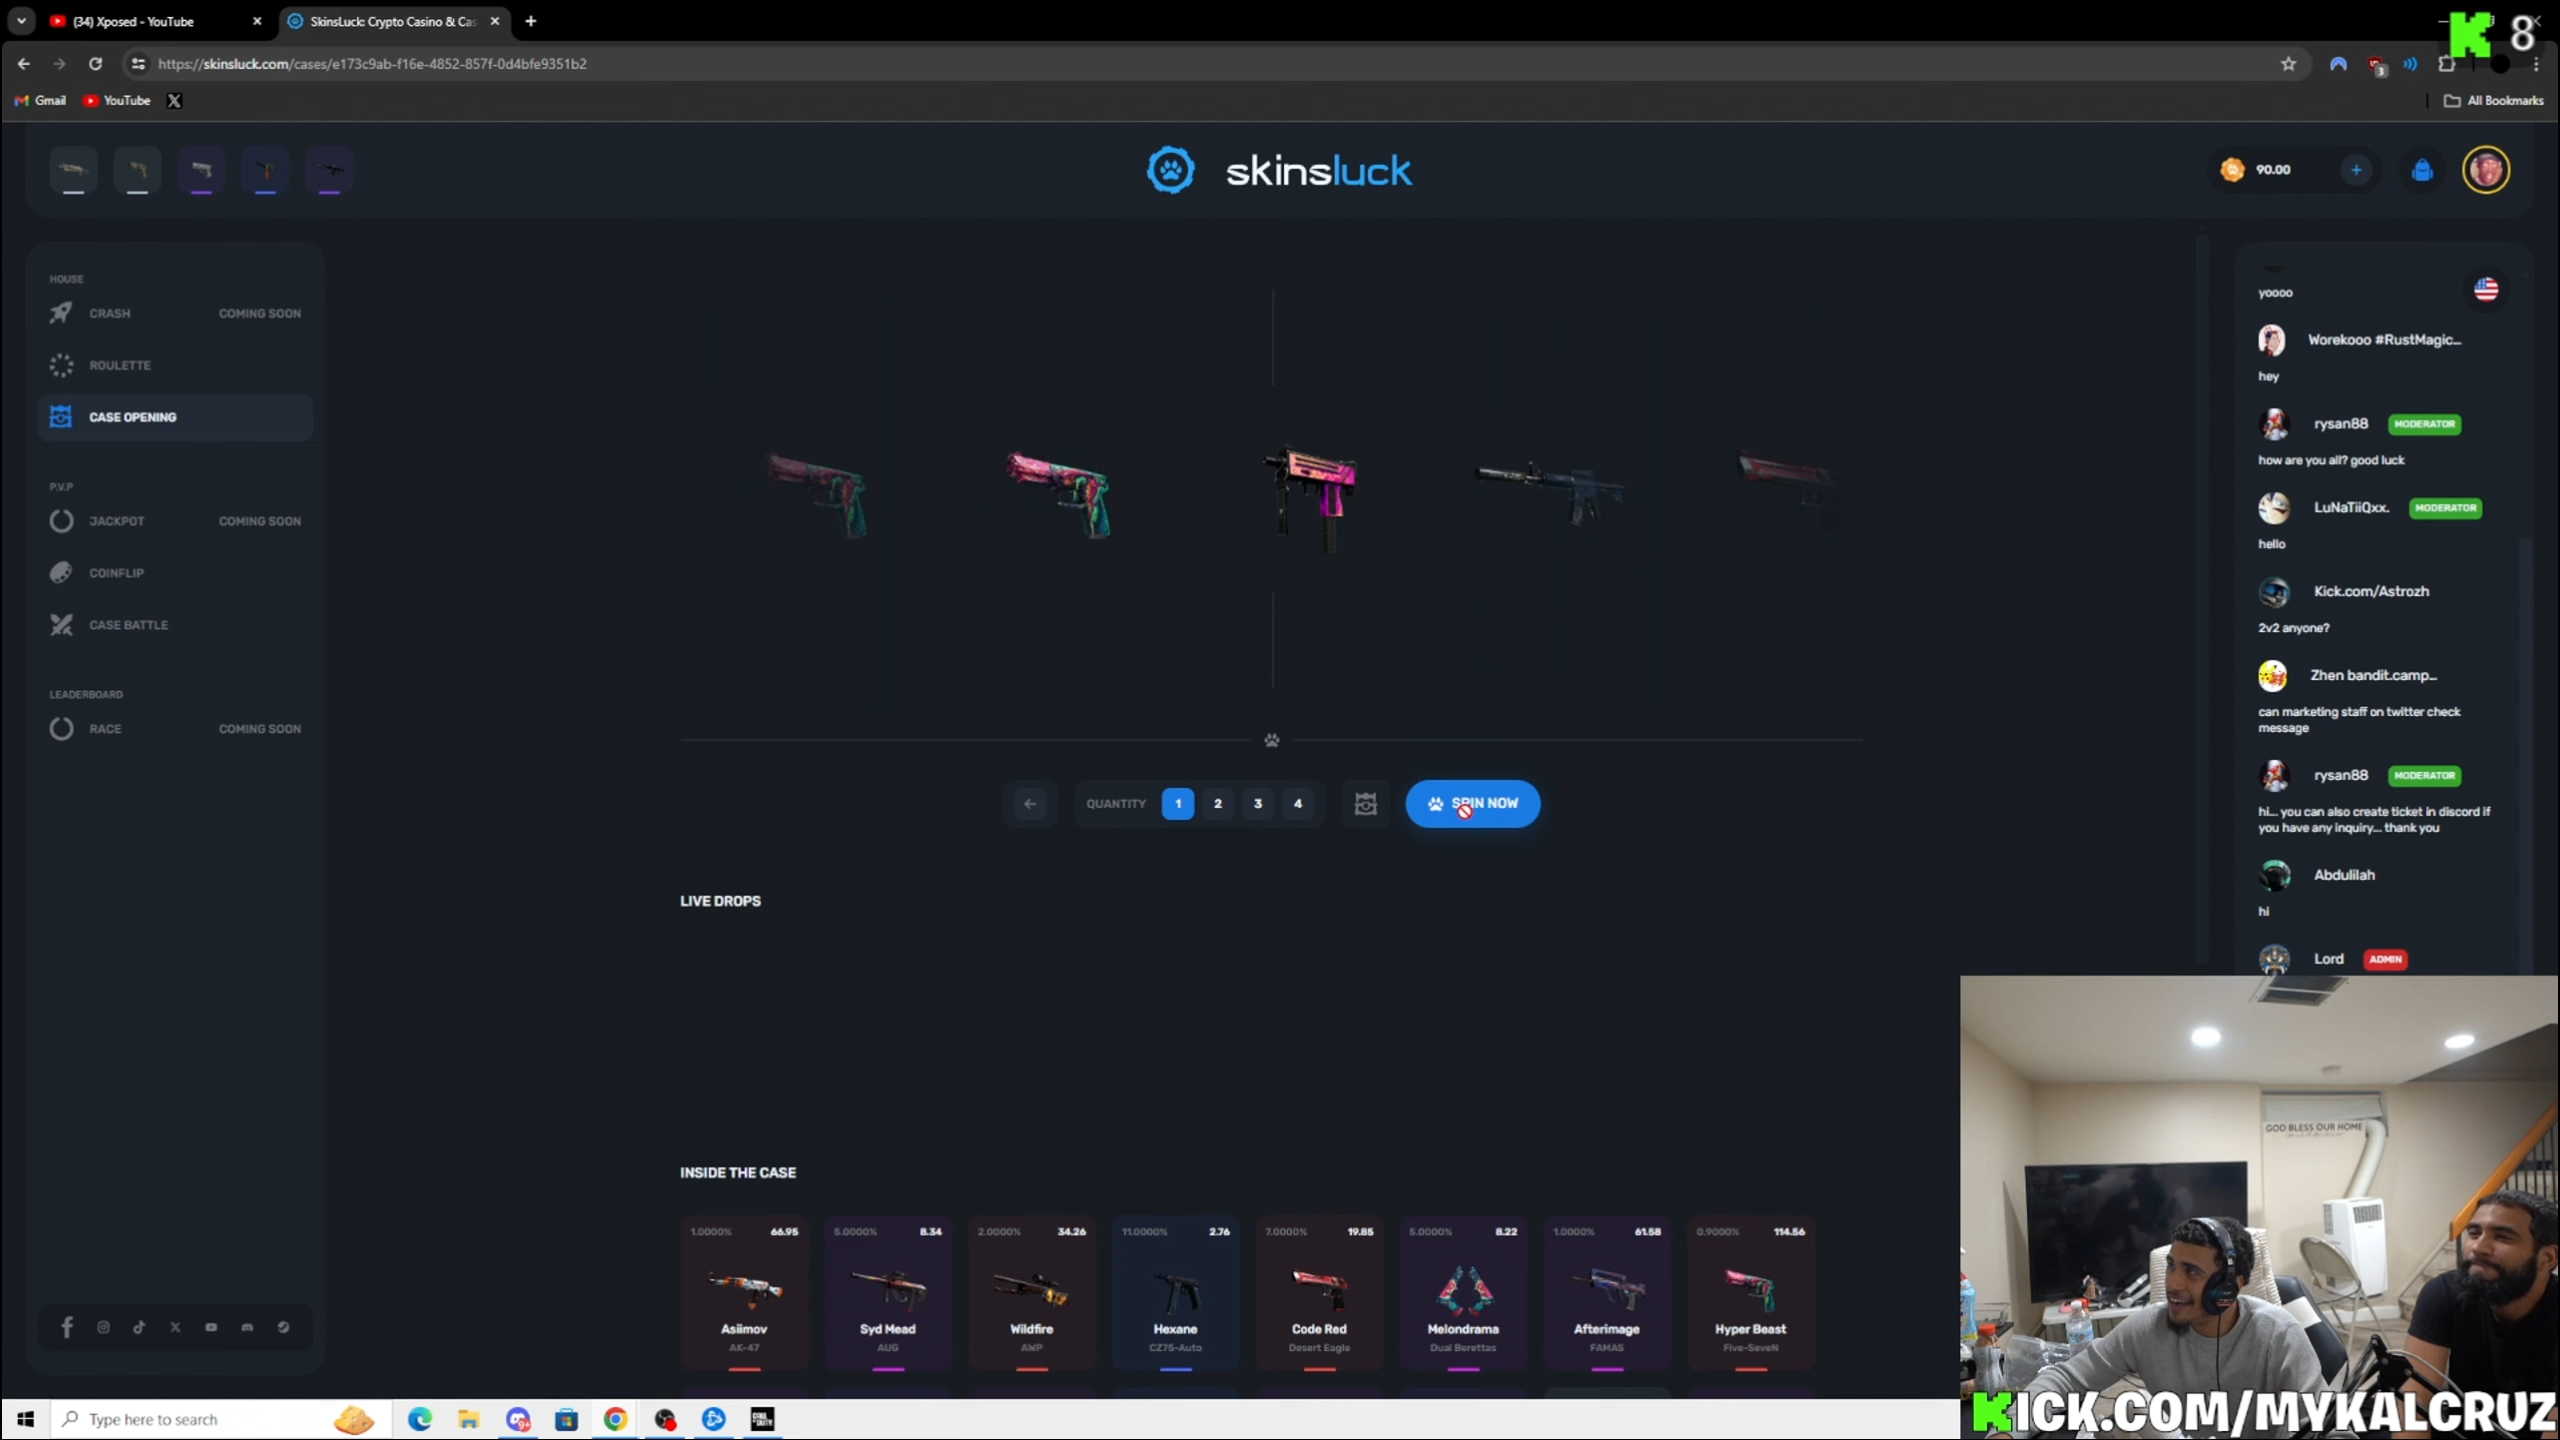 (34) Xposed - YouTube
SkinsLuck: Crypto Casino & Cas
https://skinsluck.com/cases/e173c9ab-f16e-4852-857f-0d4bfe9351b2
Gmail
YouTube
All Bookmarks
K 8
skinsluck
90.00
HOUSE
CRASH COMING SOON
ROULETTE
CASE OPENING
P.V.P
JACKPOT COMING SOON
COINFLIP
CASE BATTLE
LEADERBOARD
RACE COMING SOON
QUANTITY 1 2 3 4
SPIN NOW
LIVE DROPS
INSIDE THE CASE
1.0000% 66.95
Asiimov
AK-47
5.0000% 8.34
Syd Mead
AUG
2.0000% 34.26
Wildfire
AWP
11.0000% 2.76
Hexane
CZ75-Auto
7.0000% 19.85
Code Red
Desert Eagle
5.0000% 8.22
Melondrama
Dual Berettas
1.0000% 61.58
Afterimage
FAMAS
0.9000% 114.56
Hyper Beast
Five-SeveN
yoooo
Worekooo #RustMagic...
hey
rysan88 MODERATOR
how are you all? good luck
LuNaTiiQxx. MODERATOR
hello
Kick.com/Astrozh
2v2 anyone?
Zhen bandit.camp...
can marketing staff on twitter check
message
rysan88 MODERATOR
hi... you can also create ticket in discord if
you have any inquiry... thank you
Abdulilah
hi
Lord ADMIN
GOD BLESS OUR HOME
KICK.COM/MYKALCRUZ
Type here to search